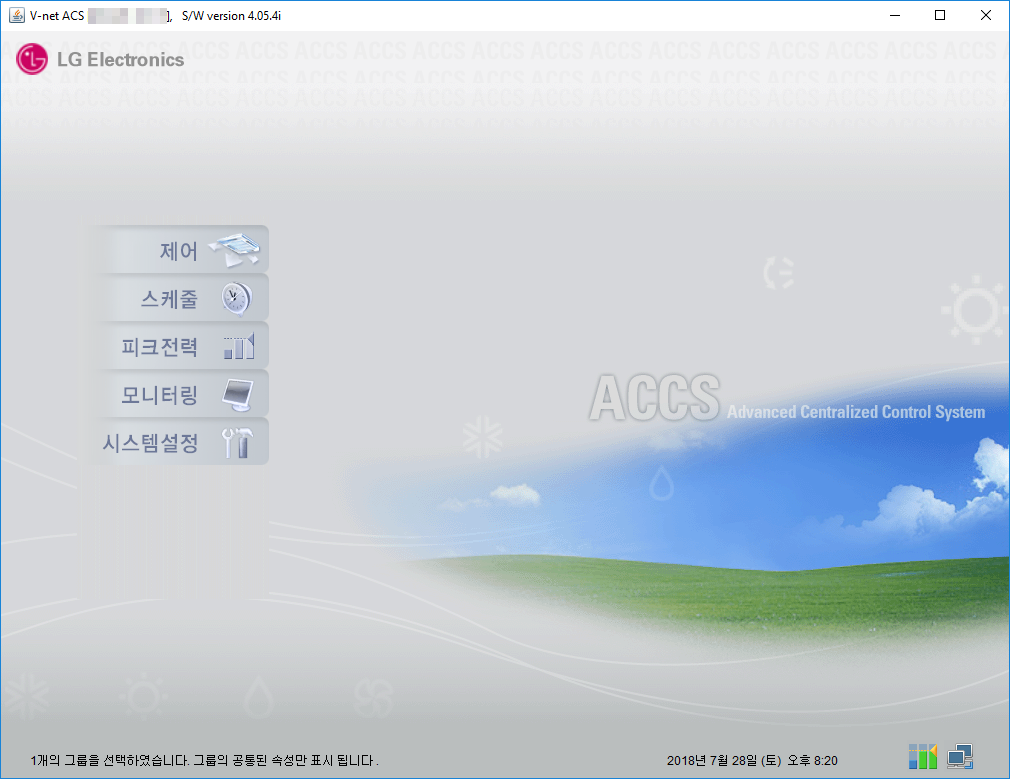 V-net ACS ], S/W version 4.05.4i
LG Electronics
ACCS ACCS ACCS ACCS ACCS ACCS ACCS ACCS ACCS ACCS ACCS ACCS ACCS
제어
스케줄
피크전력
모니터링
시스템설정
ACCS Advanced Centralized Control System
1개의 그룹을 선택하였습니다. 그룹의 공통된 속성만 표시 됩니다.
2018년 7월 28일 (토) 오후 8:20